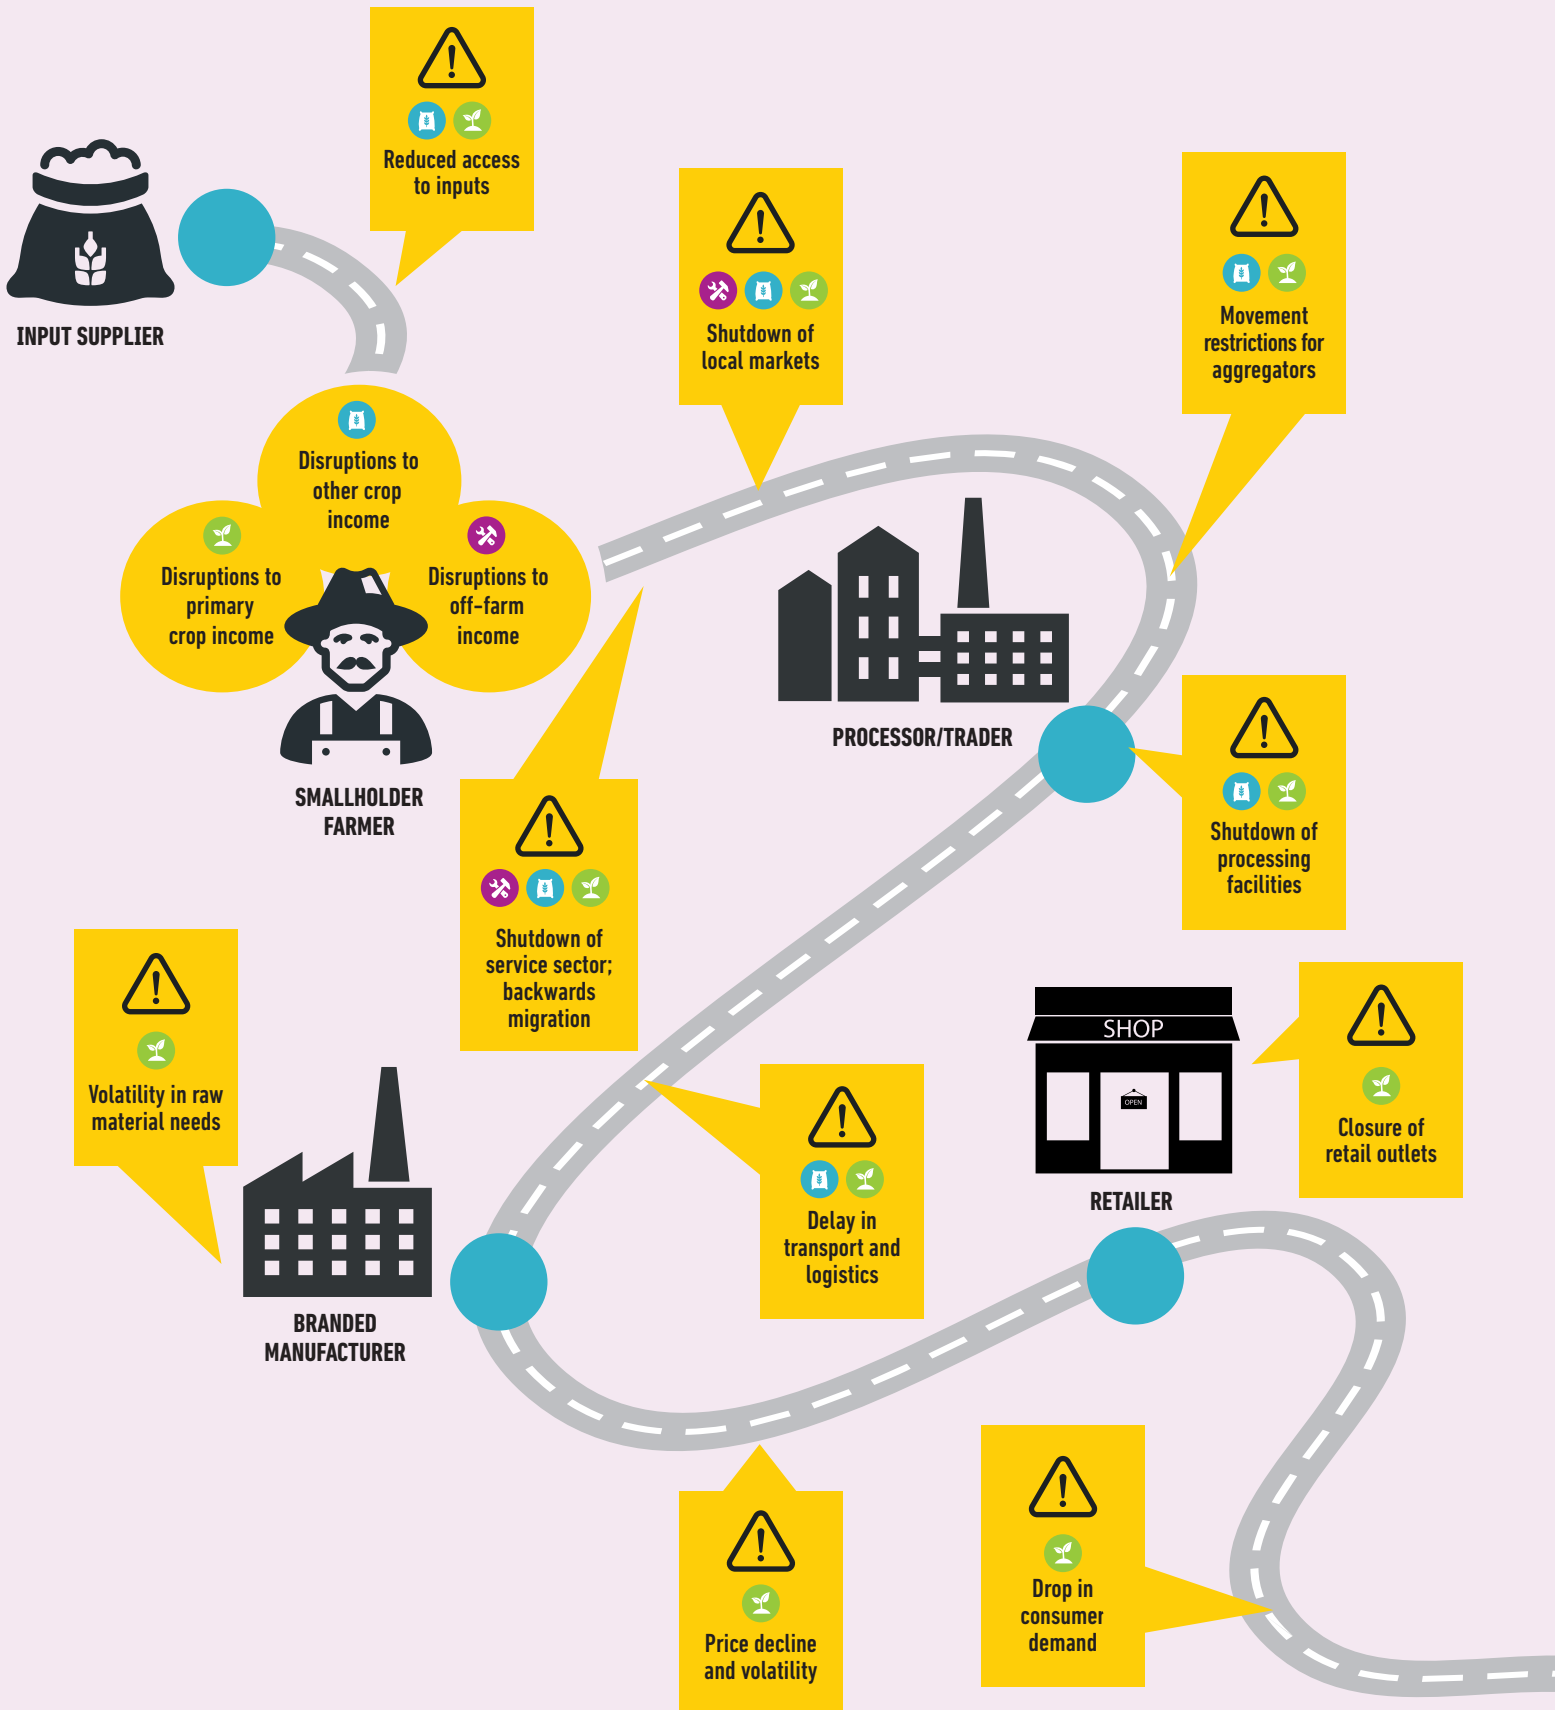 Reduced access
to inputs
INPUT SUPPLIER
Shutdown of
local markets
Movement
restrictions for
aggregators
Disruptions to
other crop
income
Disruptions to
primary
crop income
Disruptions to
off-farm
income
SMALLHOLDER
FARMER
PROCESSOR/TRADER
Shutdown of
processing
facilities
Shutdown of
service sector;
backwards
migration
Volatility in raw
material needs
SHOP
OPEN
RETAILER
Closure of
retail outlets
Delay in
transport and
logistics
BRANDED
MANUFACTURER
Price decline
and volatility
Drop in
consumer
demand